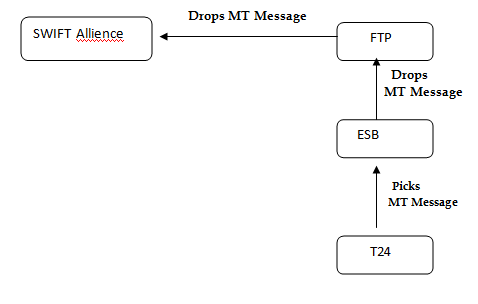 Drops MT Message
SWIFT Allience
FTP
Drops
MT Message
ESB
Picks
MT Message
T24